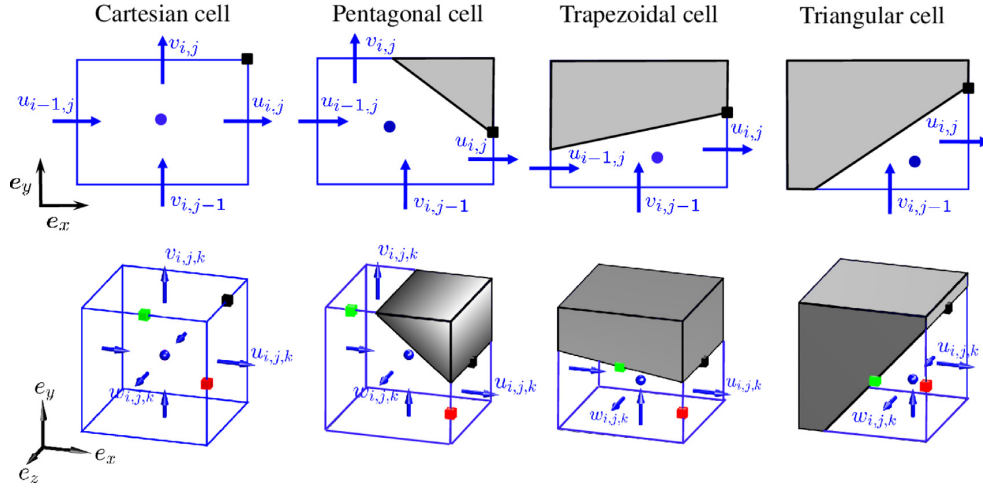 Cartesian cell
Pentagonal cell
Trapezoidal cell
Triangular cell
v_{i,j}
u_{i-1,j}
u_{i,j}
v_{i,j-1}
e_y
e_x
v_{i,j}
u_{i-1,j}
u_{i,j}
v_{i,j-1}
u_{i,j}
u_{i-1,j}
v_{i,j-1}
u_{i,j}
v_{i,j-1}
v_{i,j,k}
u_{i,j,k}
w_{i,j,k}
e_y
e_x
e_z
v_{i,j,k}
u_{i,j,k}
u_{i,j,k}
w_{i,j,k}
u_{i,j,k}
w_{i,j,k}